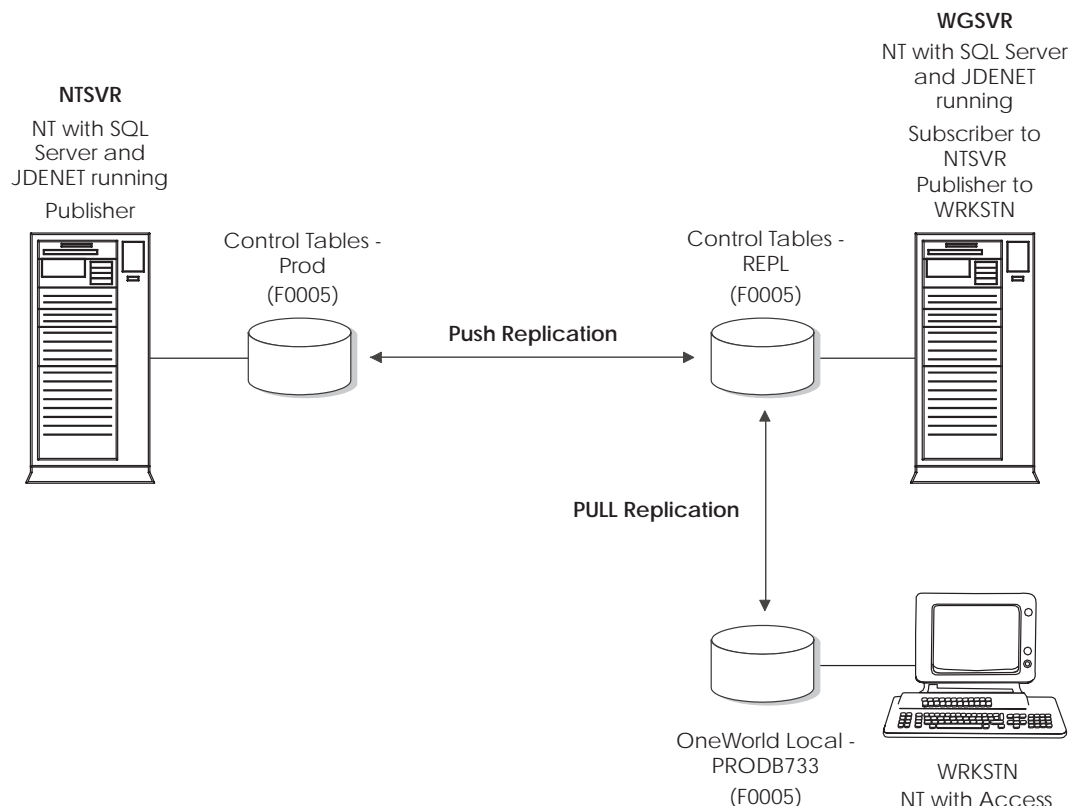 NTSVR
NT with SQL
Server and
JDENET running
Publisher
Control Tables -
Prod
(F0005)
Push Replication
Control Tables -
REPL
(F0005)
WGSVR
NT with SQL Server
and JDENET
running
Subscriber to
NTSVR
Publisher to
WRKSTN
PULL Replication
OneWorld Local -
PRODB733
(F0005)
WRKSTN
NT with Access